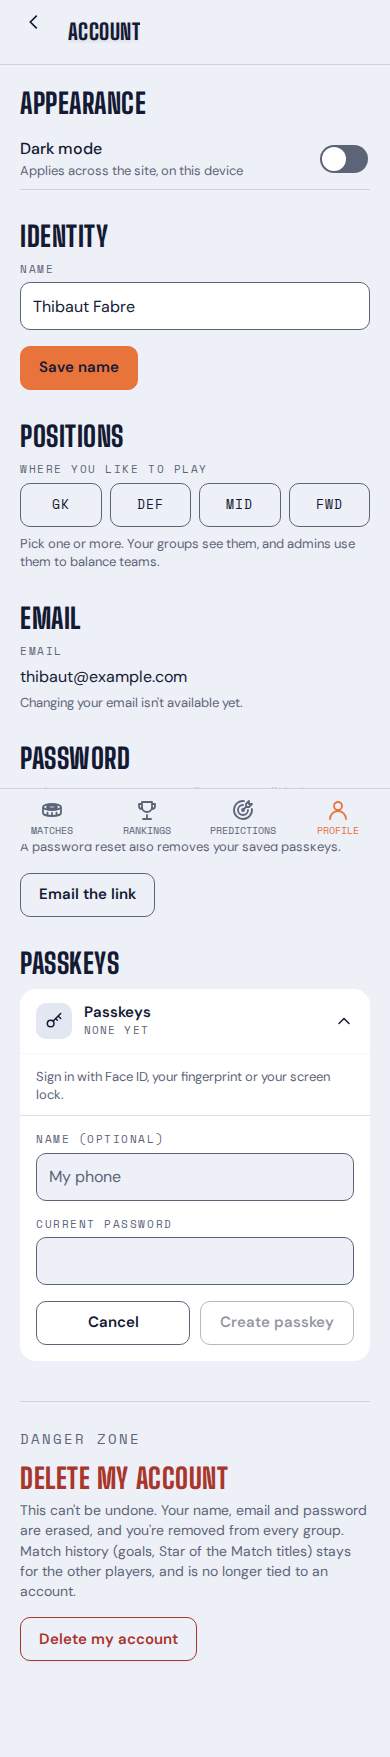 ACCOUNT
APPEARANCE
Dark mode
Applies across the site, on this device
IDENTITY
NAME
Thibaut Fabre
Save name
POSITIONS
WHERE YOU LIKE TO PLAY
GK DEF MID FWD
Pick one or more. Your groups see them, and admins use
them to balance teams.
EMAIL
EMAIL
thibaut@example.com
Changing your email isn't available yet.
PASSWORD
MATCHES RANKINGS PREDICTIONS PROFILE
A password reset also removes your saved passkeys.
Email the link
PASSKEYS
Passkeys
NONE YET
Sign in with Face ID, your fingerprint or your screen
lock.
NAME (OPTIONAL)
My phone
CURRENT PASSWORD
Cancel Create passkey
DANGER ZONE
DELETE MY ACCOUNT
This can't be undone. Your name, email and password
are erased, and you're removed from every group.
Match history (goals, Star of the Match titles) stays
for the other players, and is no longer tied to an
account.
Delete my account